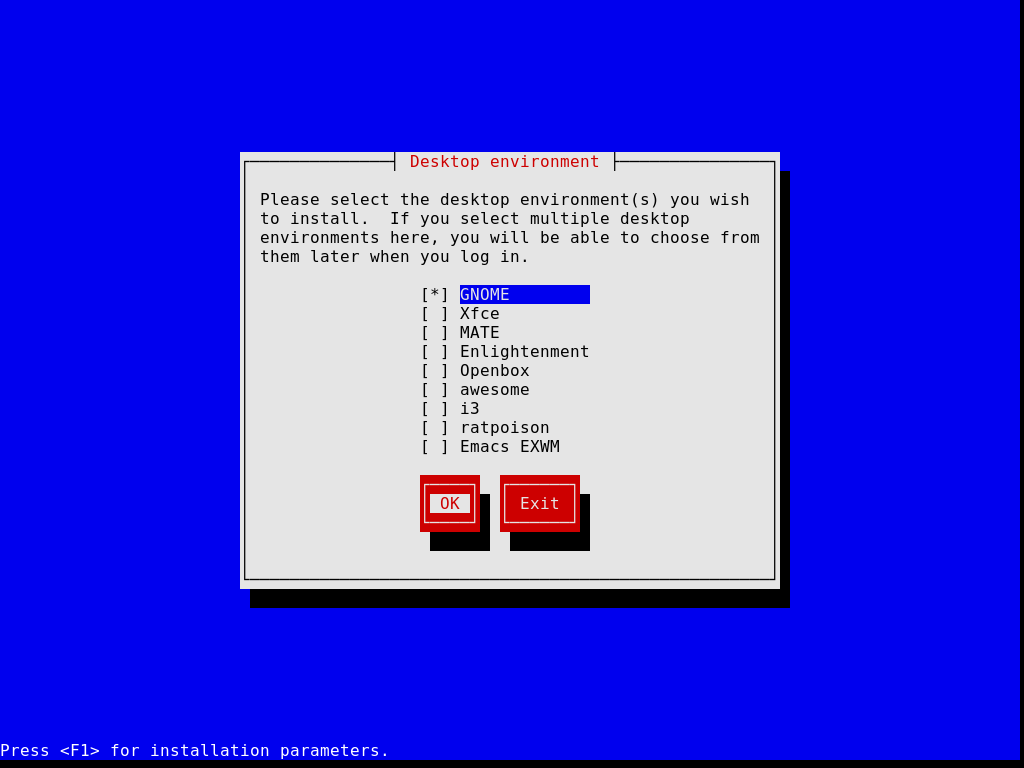 Desktop environment
Please select the desktop environment(s) you wish
to install.  If you select multiple desktop
environments here, you will be able to choose from
them later when you log in.
[*] GNOME
[ ] Xfce
[ ] MATE
[ ] Enlightenment
[ ] Openbox
[ ] awesome
[ ] i3
[ ] ratpoison
[ ] Emacs EXWM
OK Exit
Press <F1> for installation parameters.